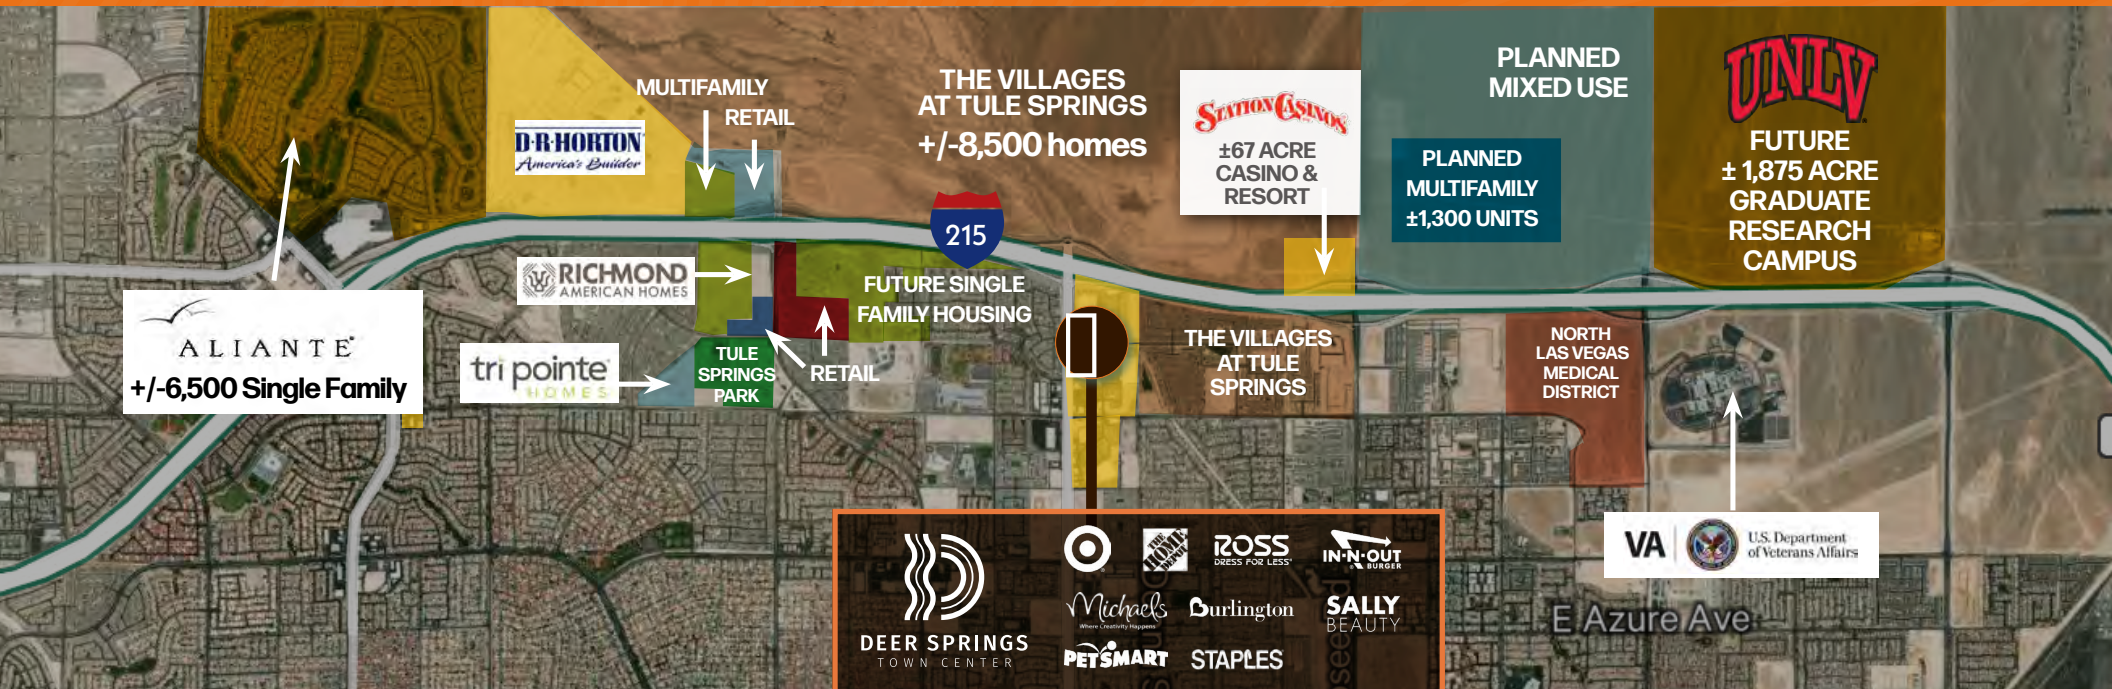 MULTIFAMILY
RETAIL
D·R·HORTON
America's Builder
THE VILLAGES
AT TULE SPRINGS
+/-8,500 homes
STATION CASINOS
±67 ACRE
CASINO &
RESORT
PLANNED
MIXED USE
PLANNED
MULTIFAMILY
±1,300 UNITS
UNLV
FUTURE
± 1,875 ACRE
GRADUATE
RESEARCH
CAMPUS
215
RICHMOND
AMERICAN HOMES
FUTURE SINGLE
FAMILY HOUSING
ALIANTE
+/-6,500 Single Family
tri pointe
HOMES
TULE
SPRINGS
PARK
RETAIL
THE VILLAGES
AT TULE
SPRINGS
NORTH
LAS VEGAS
MEDICAL
DISTRICT
VA
U.S. Department
of Veterans Affairs
DEER SPRINGS
TOWN CENTER
THE HOME DEPOT
ROSS
DRESS FOR LESS
IN-N-OUT
BURGER
Michaels
Where Creativity Happens
Burlington
SALLY
BEAUTY
PETSMART
STAPLES
E Azure Ave